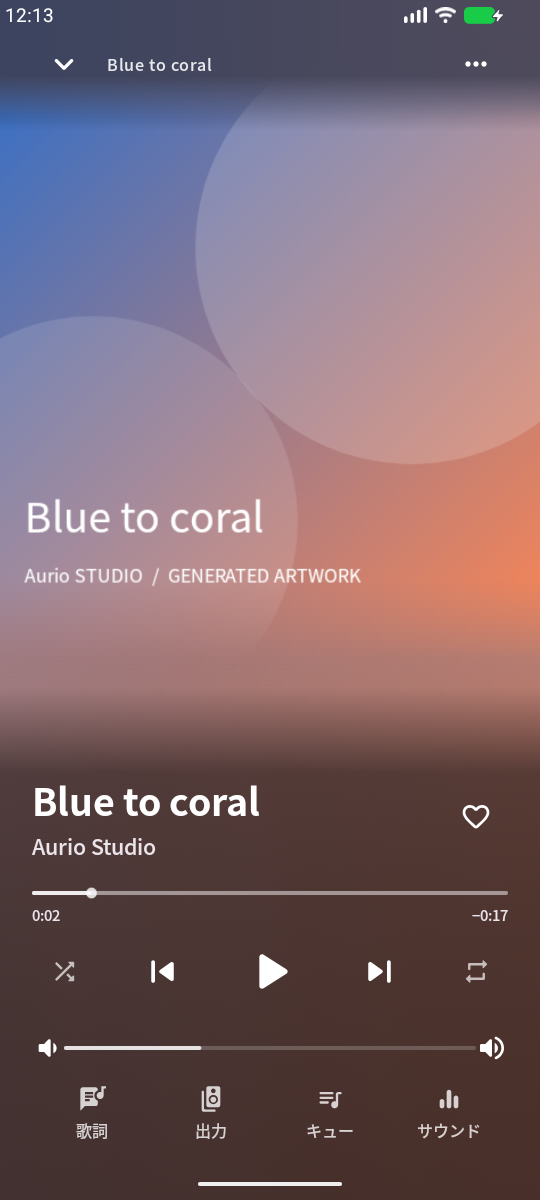 12:13
Blue to coral
Blue to coral
Aurio STUDIO / GENERATED ARTWORK
Blue to coral
Aurio Studio
0:02
−0:17
歌詞
出力
キュー
サウンド